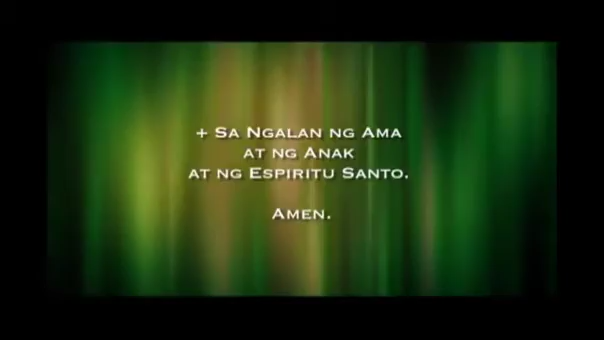 + Sa Ngalan ng Ama
at ng Anak
at ng Espiritu Santo.
Amen.